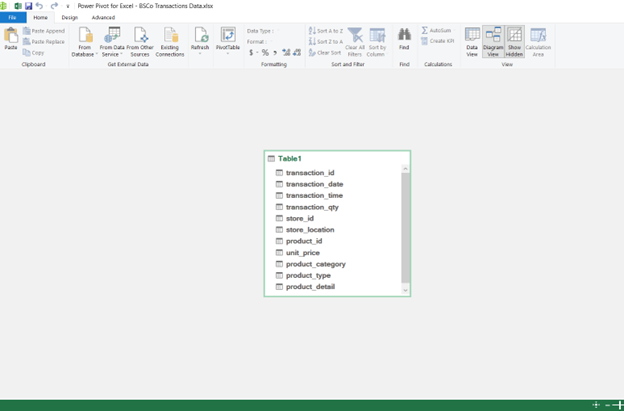 Power Pivot for Excel - BSCo Transactions Data.xlsx
File Home Design Advanced
Paste
Paste Append
Paste Replace
Copy
Clipboard
From Database
From Data Service
From Other Sources
Existing Connections
Get External Data
Refresh
PivotTable
Data Type :
Format :
$ % ,
Formatting
Sort A to Z
Sort Z to A
Clear Sort
Clear All Filters
Sort by Column
Sort and Filter
Find
Find
AutoSum
Create KPI
Calculations
Data View
Diagram View
Show Hidden
Calculation Area
View
Table1
transaction_id
transaction_date
transaction_time
transaction_qty
store_id
store_location
product_id
unit_price
product_category
product_type
product_detail